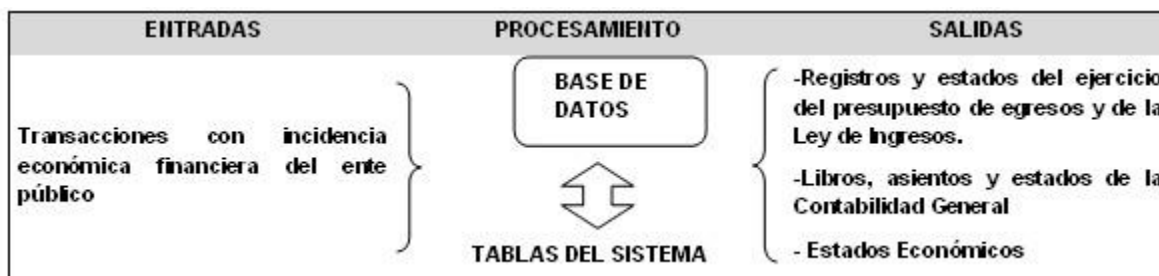 ENTRADAS PROCESAMIENTO SALIDAS
Transacciones con incidencia
económica financiera del ente
público
BASE DE
DATOS
TABLAS DEL SISTEMA
-Registros y estados del ejercicio
del presupuesto de egresos y de la
Ley de Ingresos.
-Libros, asientos y estados de la
Contabilidad General
- Estados Económicos